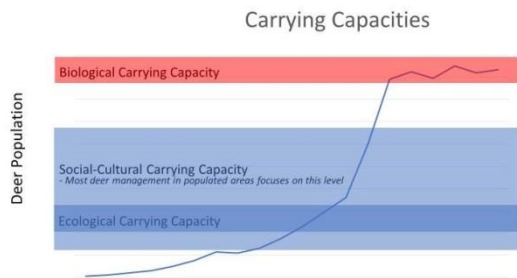 Carrying Capacities
Deer Population
Biological Carrying Capacity
Social-Cultural Carrying Capacity
- Most deer management in populated areas focuses on this level
Ecological Carrying Capacity